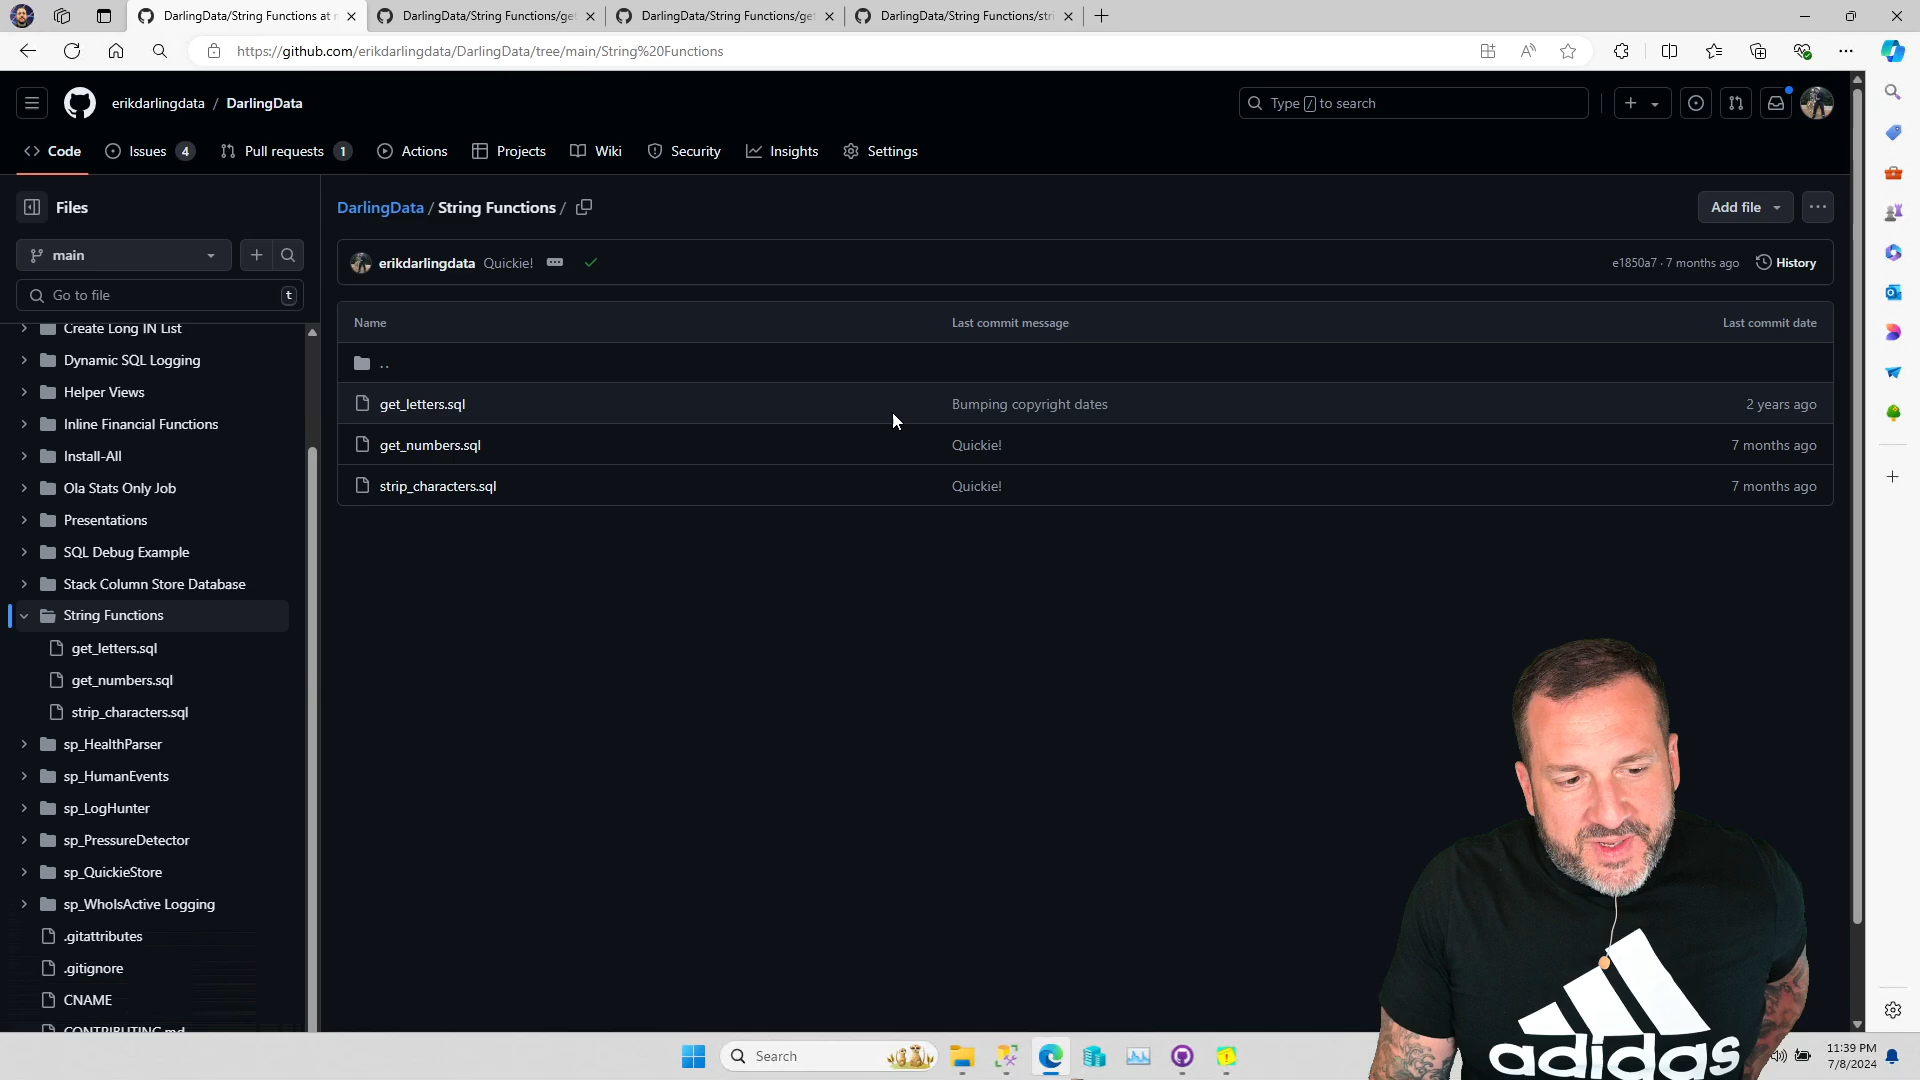 DarlingData/String Functions at
DarlingData/String Functions/get
DarlingData/String Functions/get
DarlingData/String Functions/stri
https://github.com/erikdarlingdata/DarlingData/tree/main/String%20Functions
erikdarlingdata / DarlingData
Type / to search
Code
Issues 4
Pull requests 1
Actions
Projects
Wiki
Security
Insights
Settings
Files
DarlingData / String Functions /
Add file
main
erikdarlingdata Quickie!
e1850a7 · 7 months ago
History
Go to file
t
Name
Last commit message
Last commit date
..
get_letters.sql
Bumping copyright dates
2 years ago
get_numbers.sql
Quickie!
7 months ago
strip_characters.sql
Quickie!
7 months ago
Create Long IN List
Dynamic SQL Logging
Helper Views
Inline Financial Functions
Install-All
Ola Stats Only Job
Presentations
SQL Debug Example
Stack Column Store Database
String Functions
get_letters.sql
get_numbers.sql
strip_characters.sql
sp_HealthParser
sp_HumanEvents
sp_LogHunter
sp_PressureDetector
sp_QuickieStore
sp_WhoIsActive Logging
.gitattributes
.gitignore
CNAME
CONTRIBUTING.md
adidas
Search
11:39 PM
7/8/2024